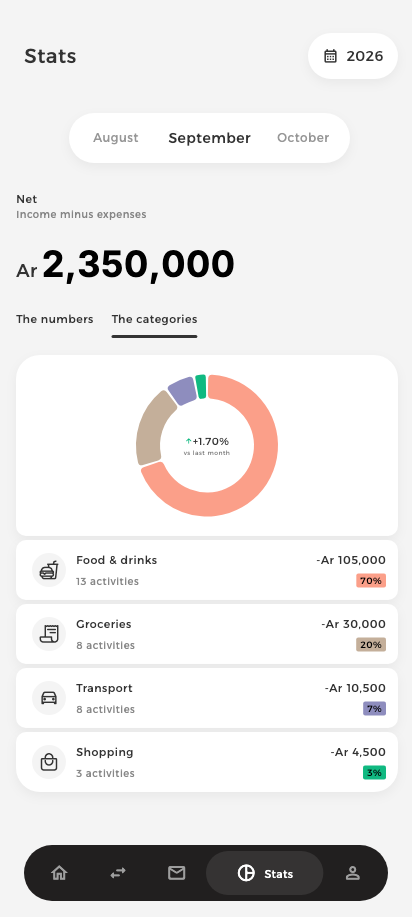 Stats
2026
August September October
Net
Income minus expenses
Ar 2,350,000
The numbers The categories
↑+1.70%
vs last month
Food & drinks -Ar 105,000
13 activities 70%
Groceries -Ar 30,000
8 activities 20%
Transport -Ar 10,500
8 activities 7%
Shopping -Ar 4,500
3 activities 3%
Stats